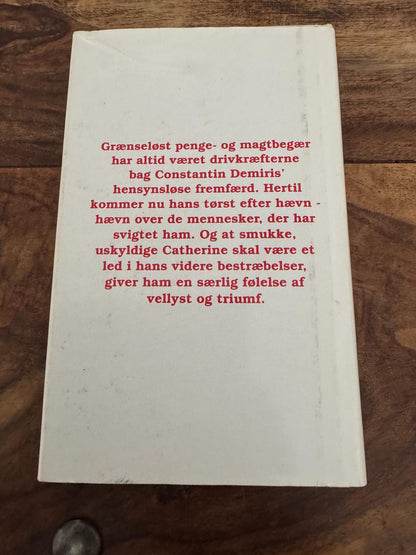 Grænseløst penge- og magtbegær
har altid været drivkræfterne
bag Constantin Demiris'
hensynsløse fremfærd. Hertil
kommer nu hans tørst efter hævn -
hævn over de mennesker, der har
svigtet ham. Og at smukke,
uskyldige Catherine skal være et
led i hans videre bestræbelser,
giver ham en særlig følelse af
vellyst og triumf.